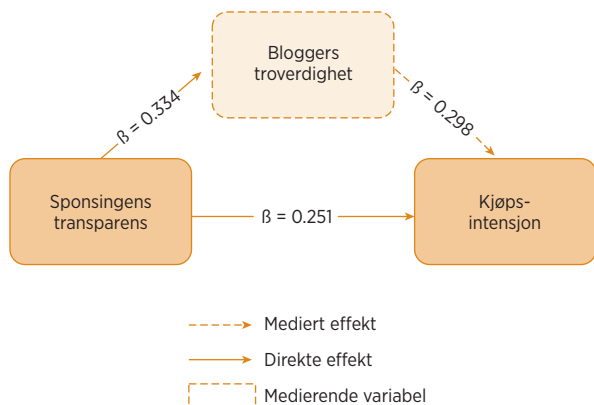 Bloggers
troverdighet
ß = 0.334
ß = 0.298
Sponsingens
transparens
ß = 0.251
Kjøps-
intensjon
Mediert effekt
Direkte effekt
Medierende variabel